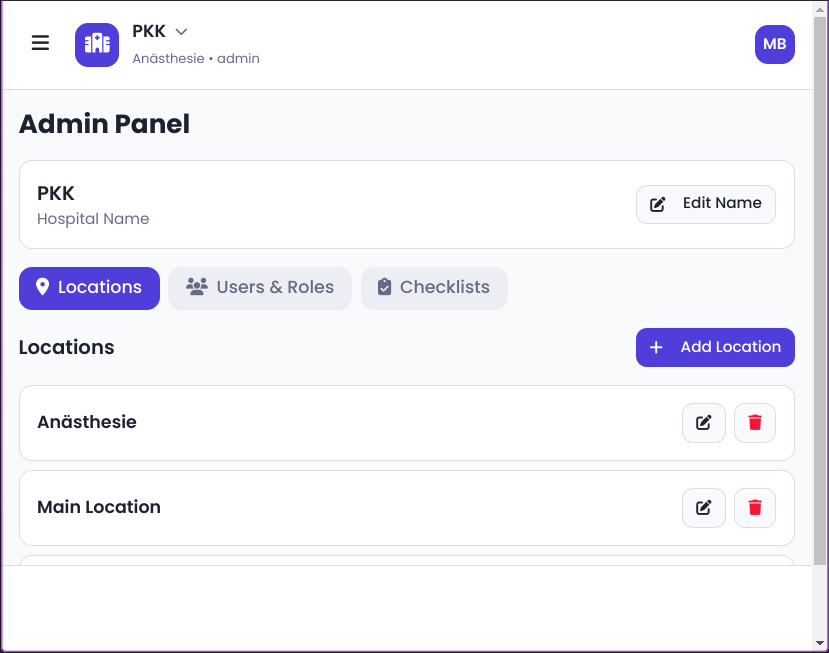 PKK
Anästhesie • admin
MB
Admin Panel
PKK
Hospital Name
Edit Name
Locations
Users & Roles
Checklists
Locations
Add Location
Anästhesie
Main Location